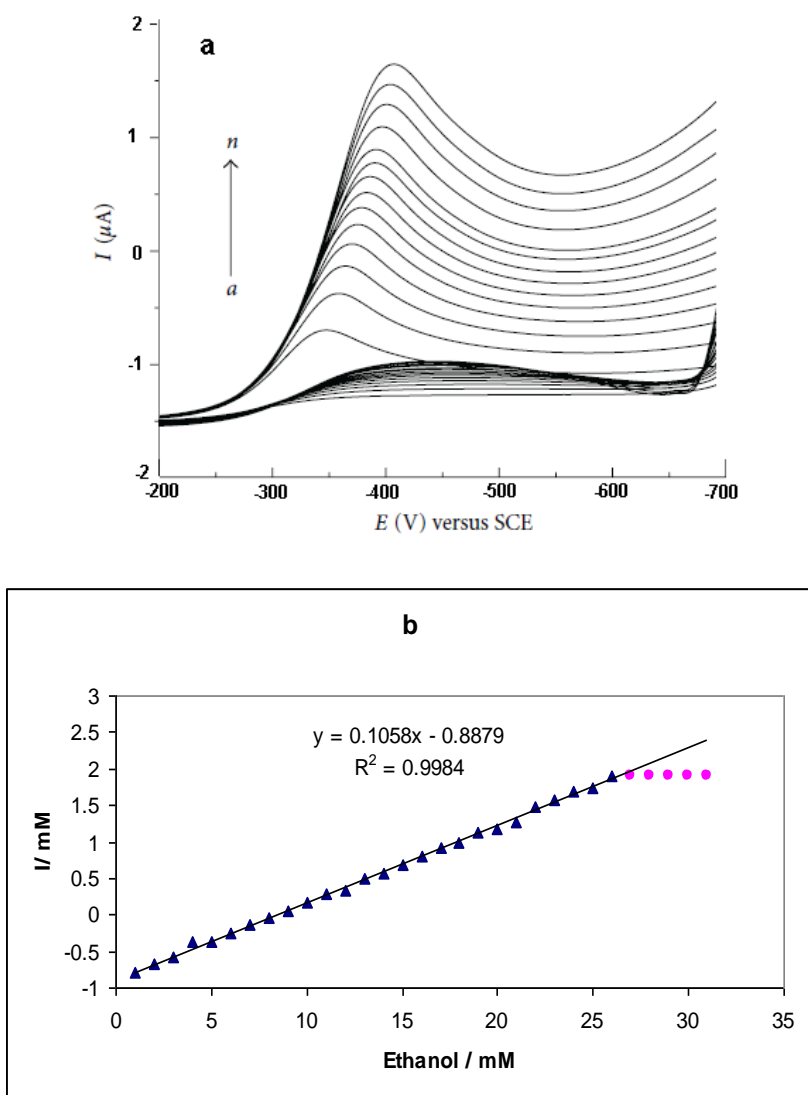 a
2
1
0
-1
-2
I (μA)
n
a
-200 -300 -400 -500 -600 -700
E (V) versus SCE
b
y = 0.1058x - 0.8879
R² = 0.9984
3
2.5
2
1.5
1
0.5
0
-0.5
-1
I/ mM
0 5 10 15 20 25 30 35
Ethanol / mM